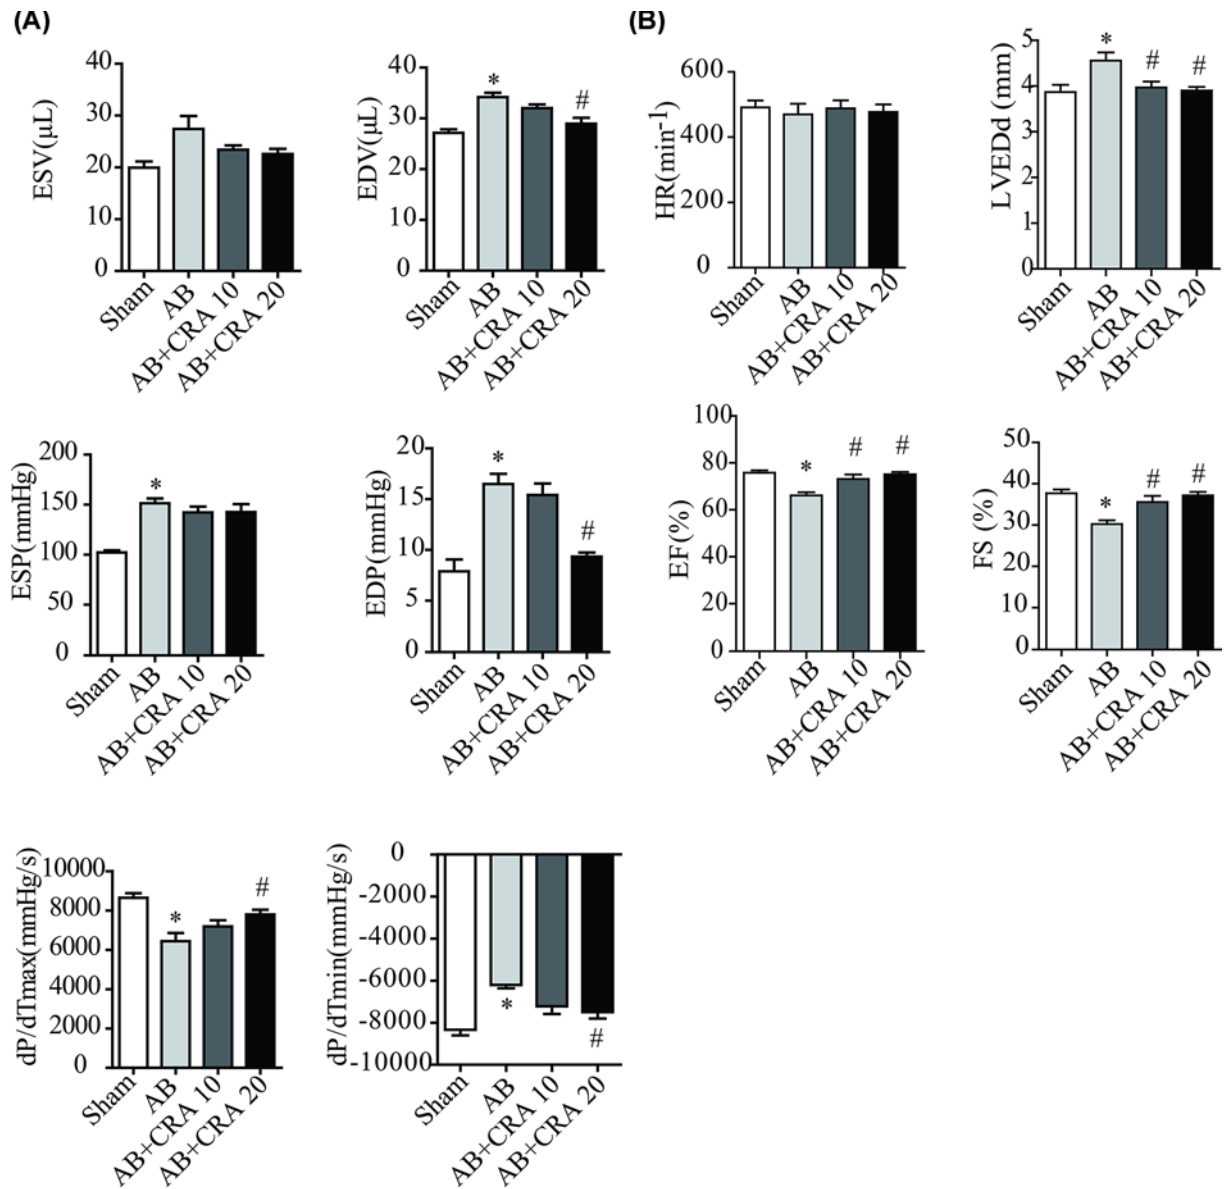 (A)
ESV(μL)
40
30
20
10
0
Sham
AB
AB+CRA 10
AB+CRA 20
EDV(μL)
40
30
20
10
0
*
#
Sham
AB
AB+CRA 10
AB+CRA 20
ESP(mmHg)
200
150
100
50
0
*
Sham
AB
AB+CRA 10
AB+CRA 20
EDP(mmHg)
20
15
10
5
0
*
#
Sham
AB
AB+CRA 10
AB+CRA 20
dP/dTmax(mmHg/s)
10000
8000
6000
4000
2000
0
*
#
Sham
AB
AB+CRA 10
AB+CRA 20
dP/dTmin(mmHg/s)
0
-2000
-4000
-6000
-8000
-10000
*
#
Sham
AB
AB+CRA 10
AB+CRA 20
(B)
HR(min-1)
600
400
200
0
Sham
AB
AB+CRA 10
AB+CRA 20
LVEDd (mm)
5
4
3
2
1
0
*
#
#
Sham
AB
AB+CRA 10
AB+CRA 20
EF(%)
100
80
60
40
20
0
*
#
#
Sham
AB
AB+CRA 10
AB+CRA 20
FS (%)
50
40
30
20
10
0
*
#
#
Sham
AB
AB+CRA 10
AB+CRA 20